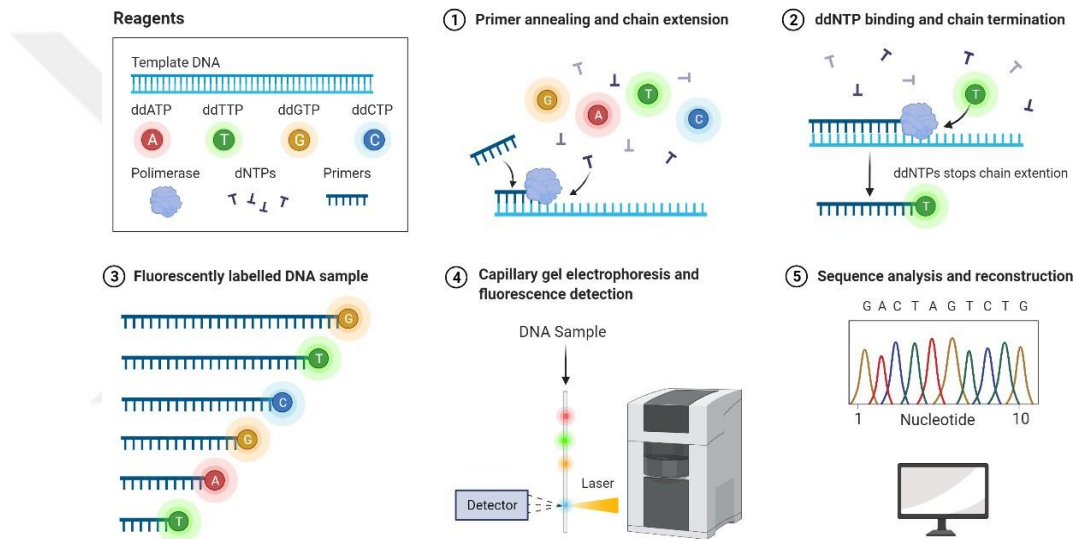 Reagents
Template DNA
ddATP ddTTP ddGTP ddCTP
A T G C
Polimerase dNTPs Primers
1 Primer annealing and chain extension
G A T C
2 ddNTP binding and chain termination
T
ddNTPs stops chain extention
T
3 Fluorescently labelled DNA sample
G
T
C
G
A
T
4 Capillary gel electrophoresis and
fluorescence detection
DNA Sample
Laser
Detector
5 Sequence analysis and reconstruction
G A C T A G T C T G
1 Nucleotide 10